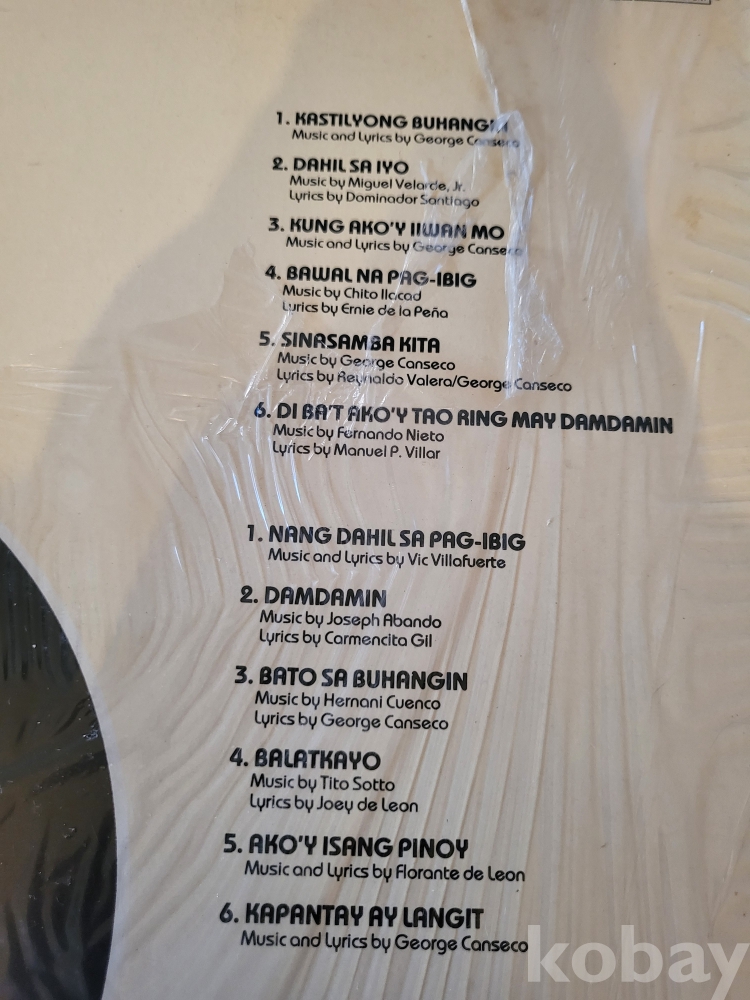 1. KASTILYONG BUHANGIN
Music and Lyrics by George Canseco
2. DAHIL SA IYO
Music by Miguel Velarde, Jr.
Lyrics by Dominador Santiago
3. KUNG AKO'Y IIWAN MO
Music and Lyrics by George Canseco
4. BAWAL NA PAG-IBIG
Music by Chito Ilacad
Lyrics by Ernie de la Peña
5. SINASAMBA KITA
Music by George Canseco
Lyrics by Reynaldo Valera/George Canseco
6. DI BA'T AKO'Y TAO RING MAY DAMDAMIN
Music by Fernando Nieto
Lyrics by Manuel P. Villar
1. NANG DAHIL SA PAG-IBIG
Music and Lyrics by Vic Villafuerte
2. DAMDAMIN
Music by Joseph Abando
Lyrics by Carmencita Gil
3. BATO SA BUHANGIN
Music by Hernani Cuenco
Lyrics by George Canseco
4. BALATKAYO
Music by Tito Sotto
Lyrics by Joey de Leon
5. AKO'Y ISANG PINOY
Music and Lyrics by Florante de Leon
6. KAPANTAY AY LANGIT
Music and Lyrics by George Canseco
kobay